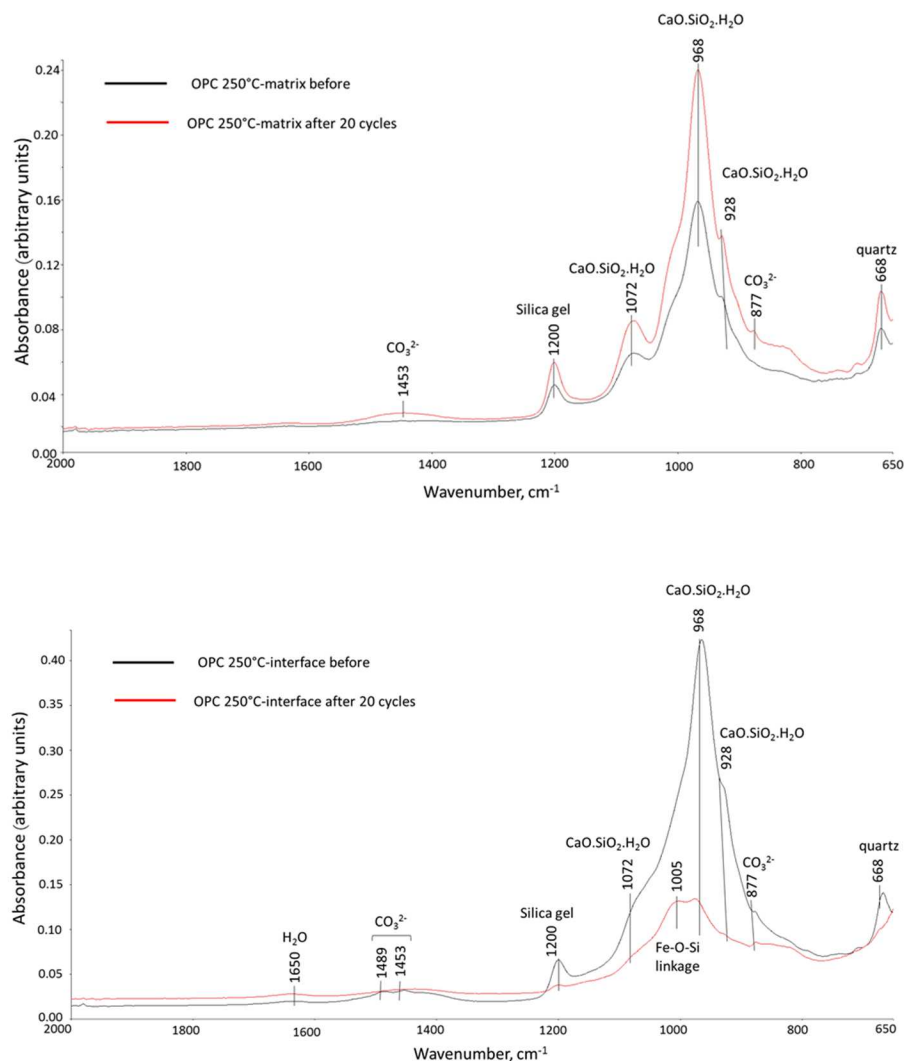 CaO.SiO₂.H₂O
968
OPC 250°C-matrix before
OPC 250°C-matrix after 20 cycles
CaO.SiO₂.H₂O
928
CaO.SiO₂.H₂O
1072
Silica gel
1200
CO₃²⁻
877
quartz
668
CO₃²⁻
1453
Absorbance (arbitrary units)
0.24
0.20
0.16
0.12
0.08
0.04
0.00
2000 1800 1600 1400 1200 1000 800 650
Wavenumber, cm⁻¹
CaO.SiO₂.H₂O
968
OPC 250°C-interface before
OPC 250°C-interface after 20 cycles
CaO.SiO₂.H₂O
928
CaO.SiO₂.H₂O
1072
1005
Fe-O-Si
linkage
CO₃²⁻
877
quartz
668
Silica gel
1200
CO₃²⁻
1489 1453
H₂O
1650
Absorbance (arbitrary units)
0.40
0.30
0.25
0.20
0.15
0.10
0.05
0.00
2000 1800 1600 1400 1200 1000 800 650
Wavenumber, cm⁻¹